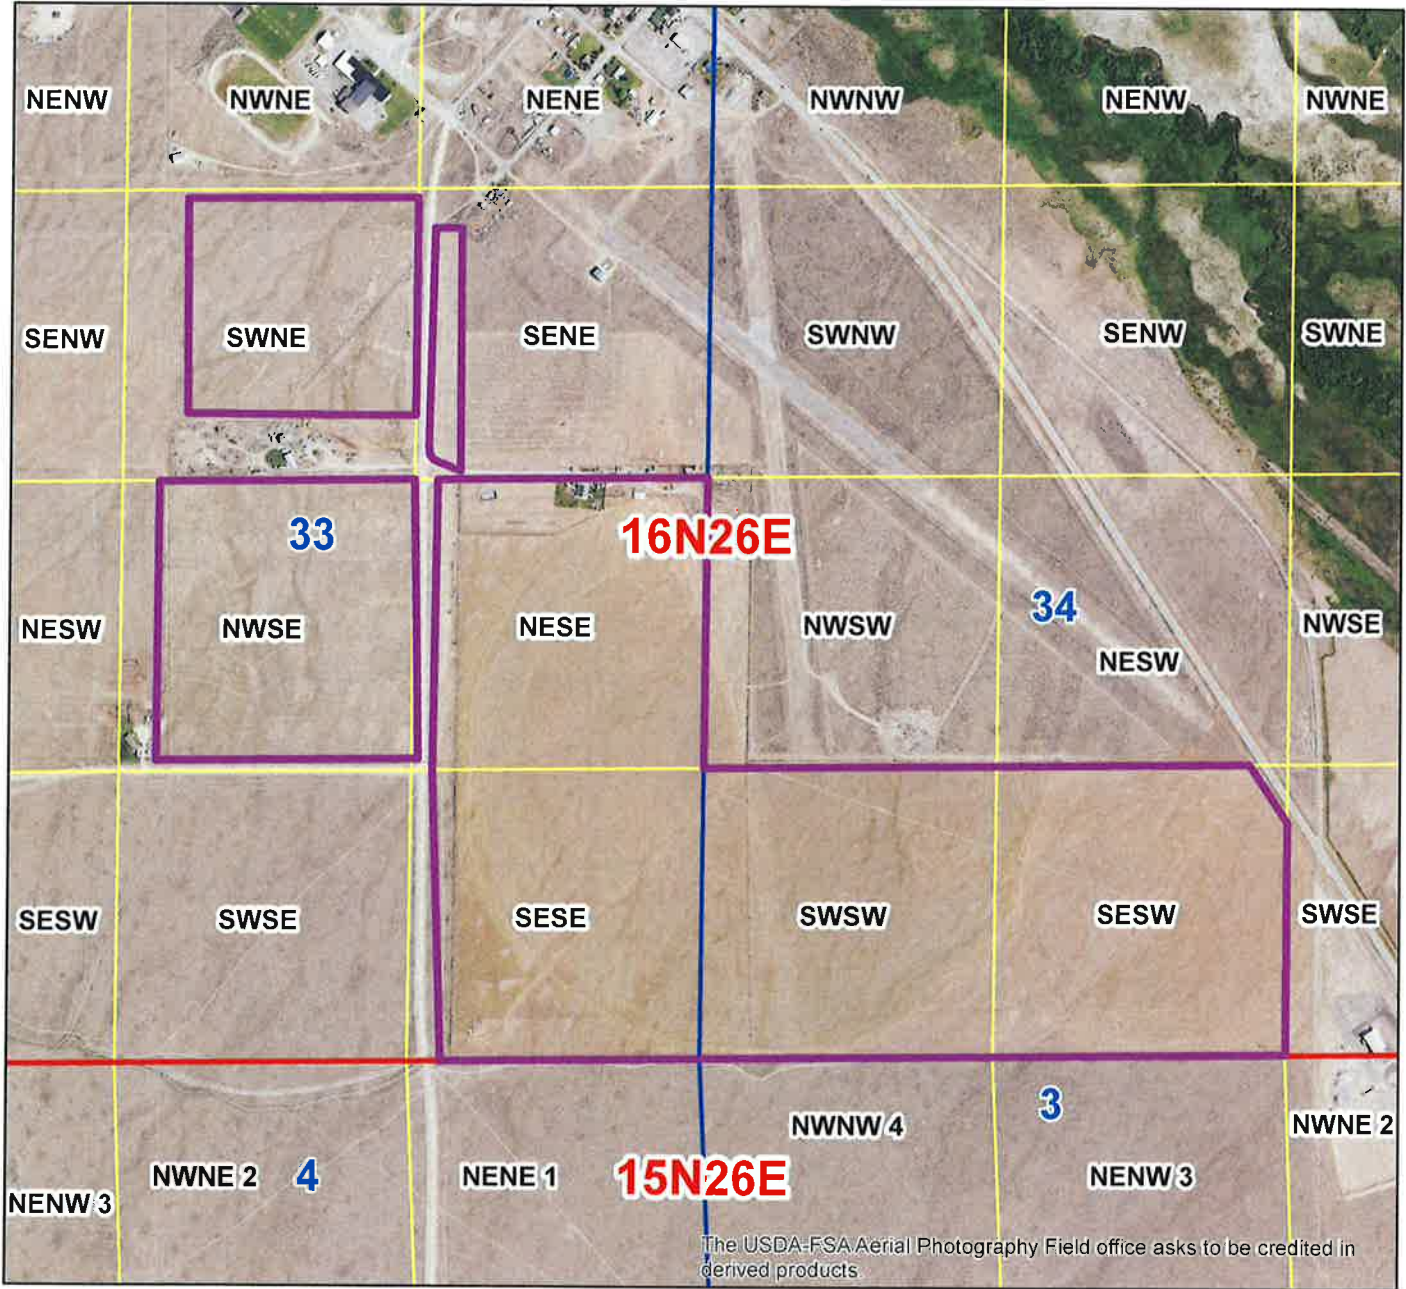 NENW
NWNE
NENE
NWNW
NENW
NWNE
SENW
SWNE
SENE
SWNW
SENW
SWNE
33
16N26E
34
NESW
NWSE
NESE
NWSW
NESW
NWSE
SESW
SWSE
SESE
SWSW
SESW
SWSE
3
NWNW 4
NWNE 2
NENW 3
NWNE 2
4
NENE 1
15N26E
NENW 3
The USDA-FSA Aerial Photography Field office asks to be credited in
derived products